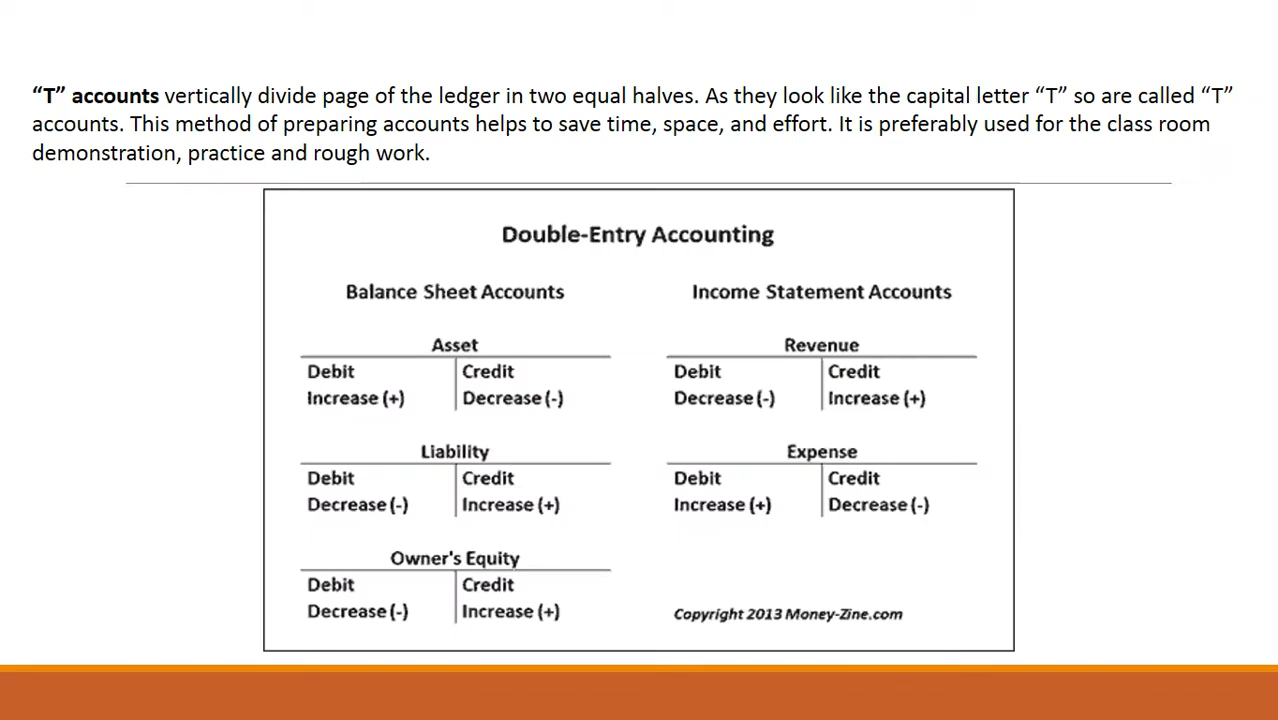 “T” accounts vertically divide page of the ledger in two equal halves. As they look like the capital letter “T” so are called “T”
accounts. This method of preparing accounts helps to save time, space, and effort. It is preferably used for the class room
demonstration, practice and rough work.
Double-Entry Accounting
Balance Sheet Accounts
Asset
Debit Credit
Increase (+) Decrease (-)
Liability
Debit Credit
Decrease (-) Increase (+)
Owner's Equity
Debit Credit
Decrease (-) Increase (+)
Income Statement Accounts
Revenue
Debit Credit
Decrease (-) Increase (+)
Expense
Debit Credit
Increase (+) Decrease (-)
Copyright 2013 Money-Zine.com